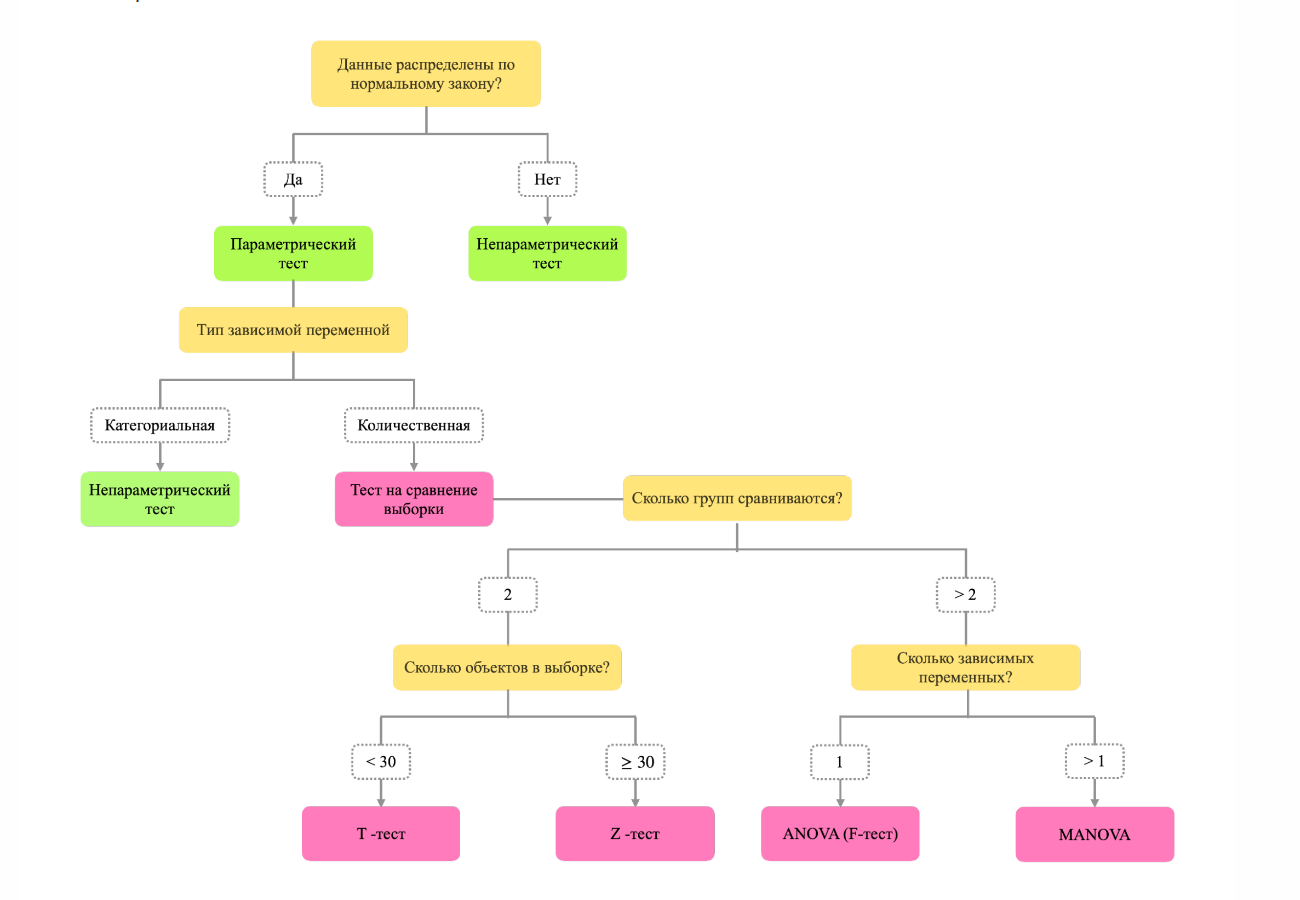 Данные распределены по
нормальному закону?
Да
Нет
Параметрический
тест
Непараметрический
тест
Тип зависимой переменной
Категориальная
Количественная
Непараметрический
тест
Тест на сравнение
выборки
Сколько групп сравниваются?
2
> 2
Сколько объектов в выборке?
Сколько зависимых
переменных?
< 30
≥ 30
1
> 1
T -тест
Z -тест
ANOVA (F-тест)
MANOVA